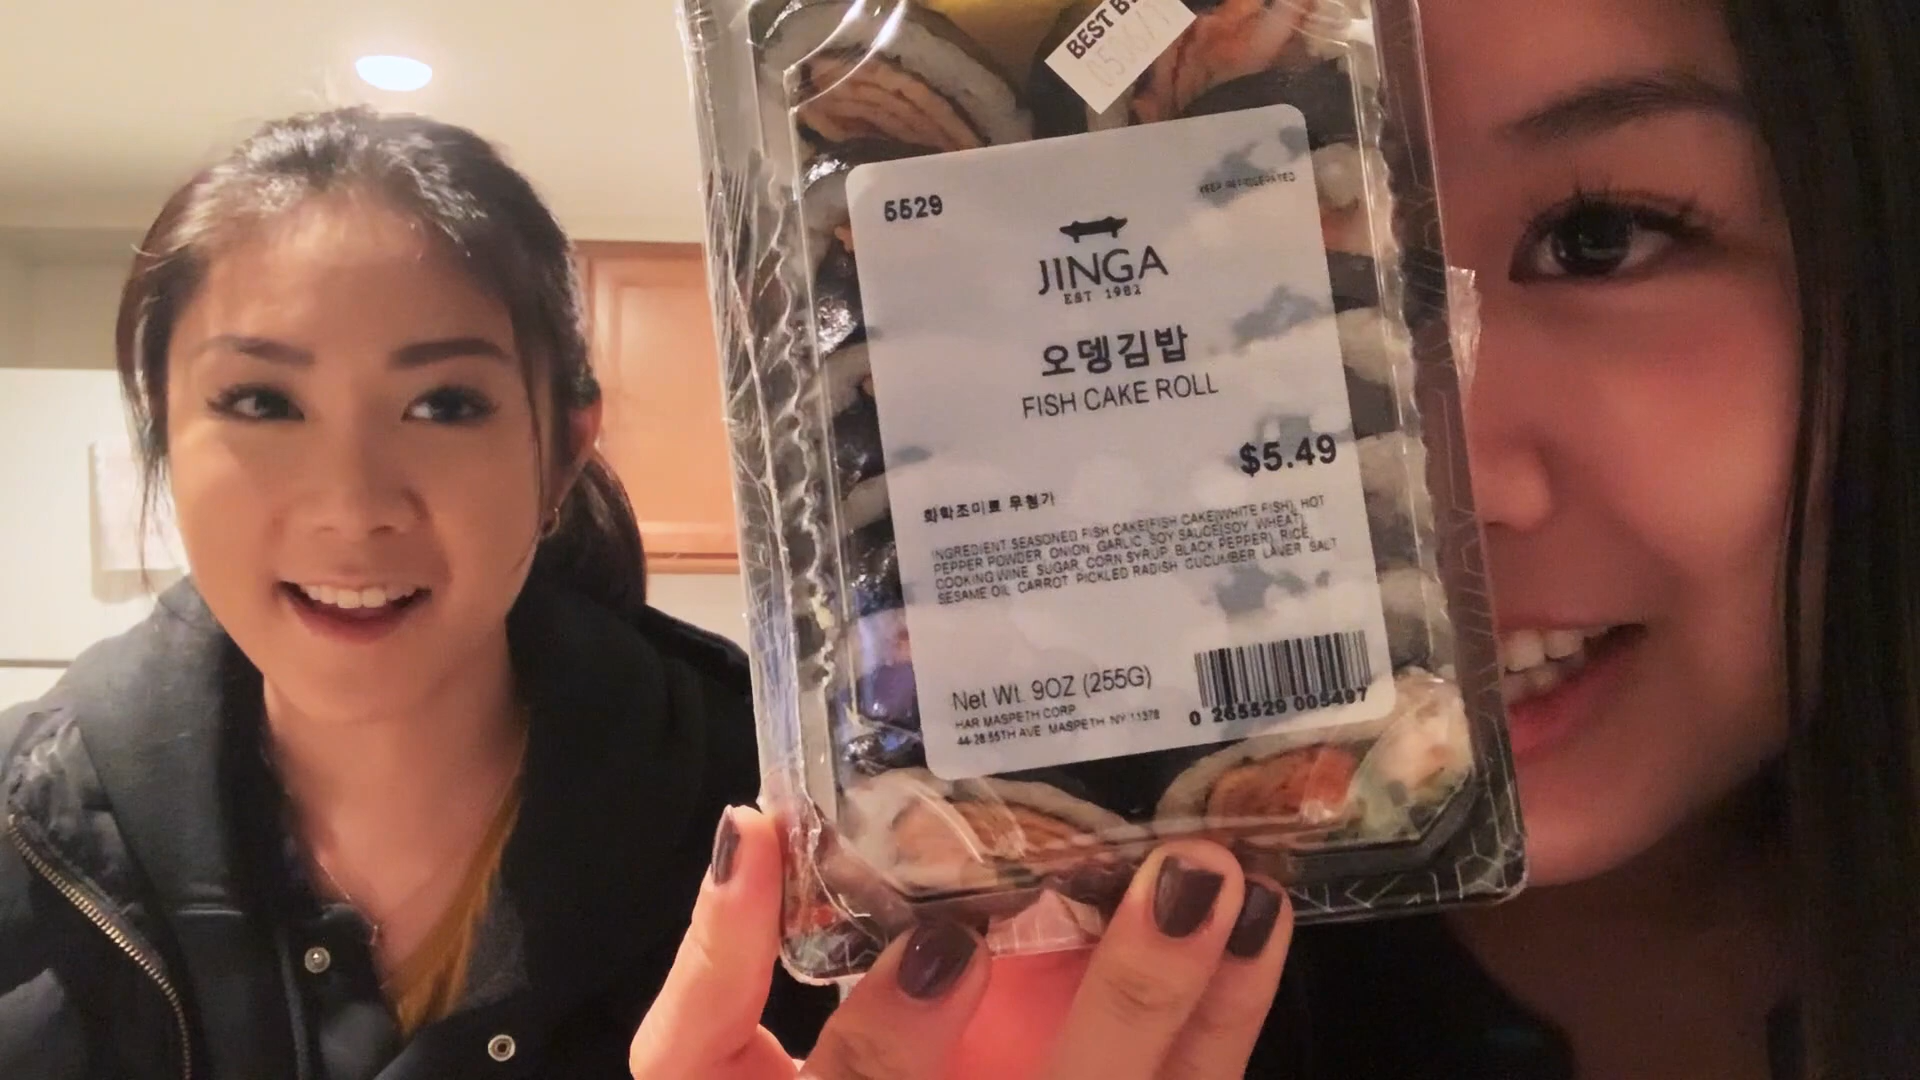 BEST B
5529
KEEP REFRIGERATED
JINGA
EST 1982
오뎅김밥
FISH CAKE ROLL
$5.49
화학조미료 무첨가
INGREDIENT SEASONED FISH CAKE[FISH CAKE(WHITE FISH), HOT
PEPPER POWDER, ONION, GARLIC, SOY SAUCE(SOY, WHEAT),
COOKING WINE, SUGAR, CORN SYRUP, BLACK PEPPER], RICE,
SESAME OIL, CARROT, PICKLED RADISH, CUCUMBER, LAVER, SALT
Net Wt. 9OZ (255G)
HAR MASPETH CORP
44-28 55TH AVE. MASPETH, NY 11378
0 265529 005497